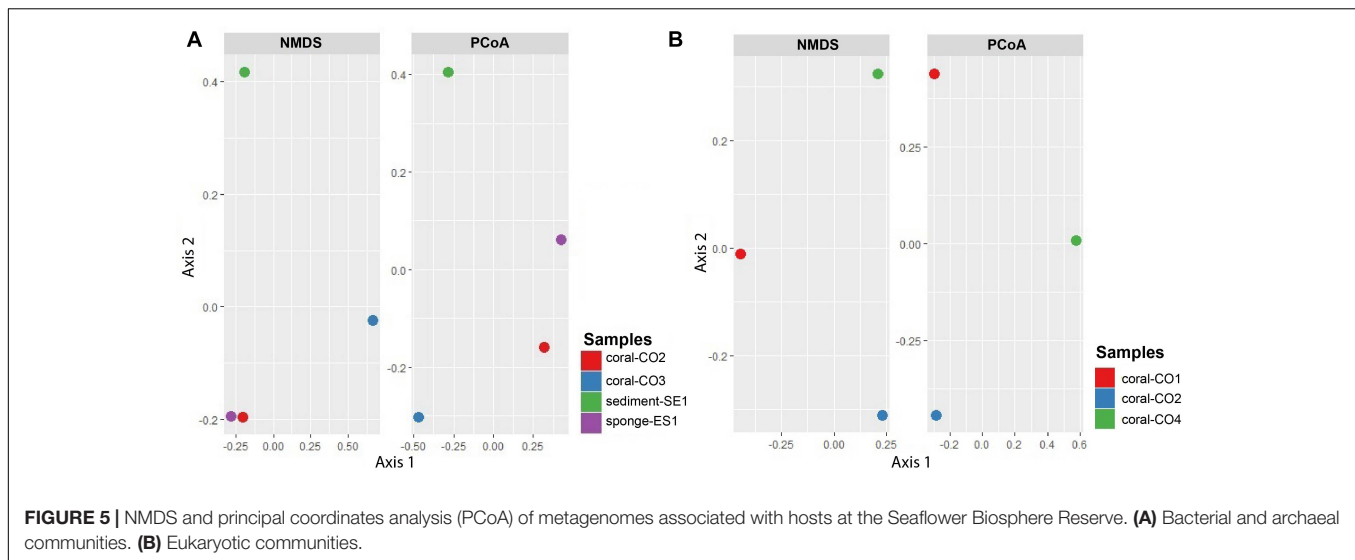 A
NMDS
PCoA
0.4
0.2
0.0
-0.2
0.4
0.2
0.0
-0.2
-0.25
0.00
0.25
0.50
-0.50
-0.25
0.00
0.25
Axis 2
Axis 1
Samples
coral-CO2
coral-CO3
sediment-SE1
sponge-ES1
B
NMDS
PCoA
0.2
0.0
-0.2
0.25
0.00
-0.25
-0.25
0.00
0.25
-0.2
0.0
0.2
0.4
0.6
Axis 2
Axis 1
Samples
coral-CO1
coral-CO2
coral-CO4
FIGURE 5 | NMDS and principal coordinates analysis (PCoA) of metagenomes associated with hosts at the Seaflower Biosphere Reserve. (A) Bacterial and archaeal
communities. (B) Eukaryotic communities.